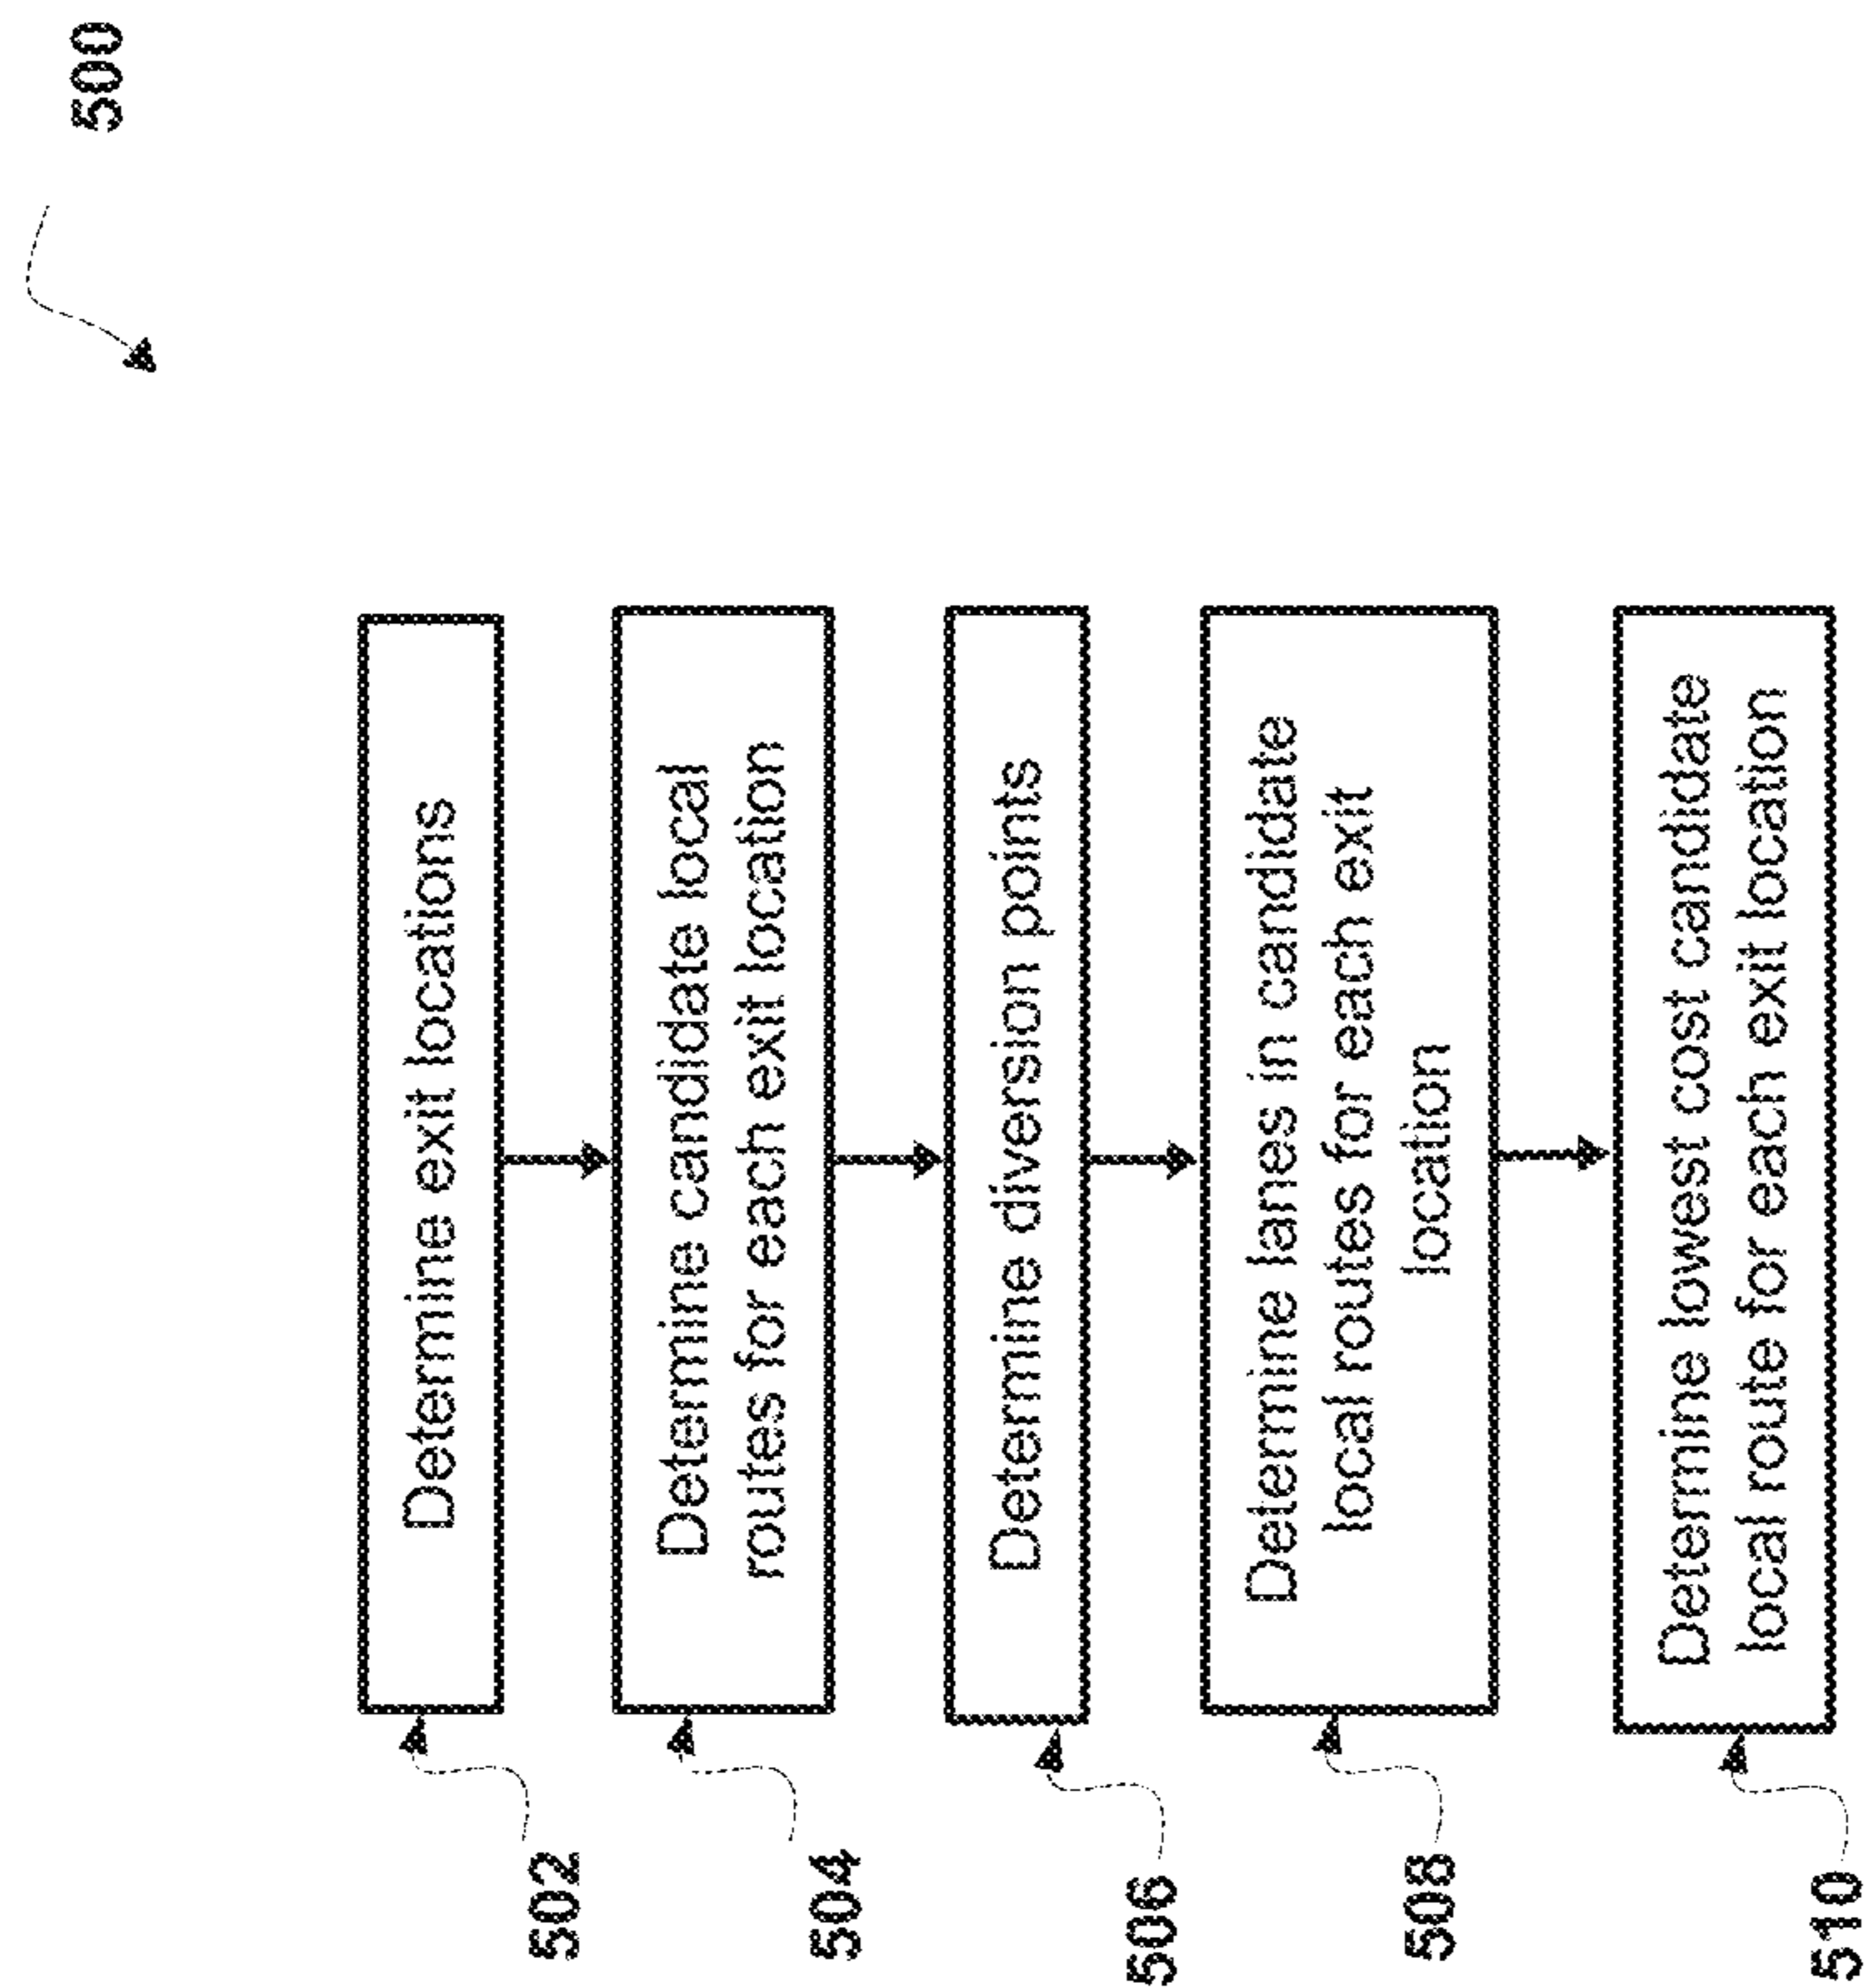 500
502
Determine exit locations
504
Determine candidate local
routes for each exit location
506
Determine diversion points
508
Determine lanes in candidate
local routes for each exit
location
510
Determine lowest cost candidate
local route for each exit location